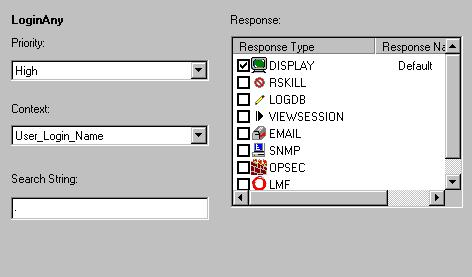 LoginAny
Response:
Priority:
High
Context:
User_Login_Name
Search String:
.
Response Type Response Na
DISPLAY Default
RSKILL
LOGDB
VIEWSESSION
EMAIL
SNMP
OPSEC
LMF